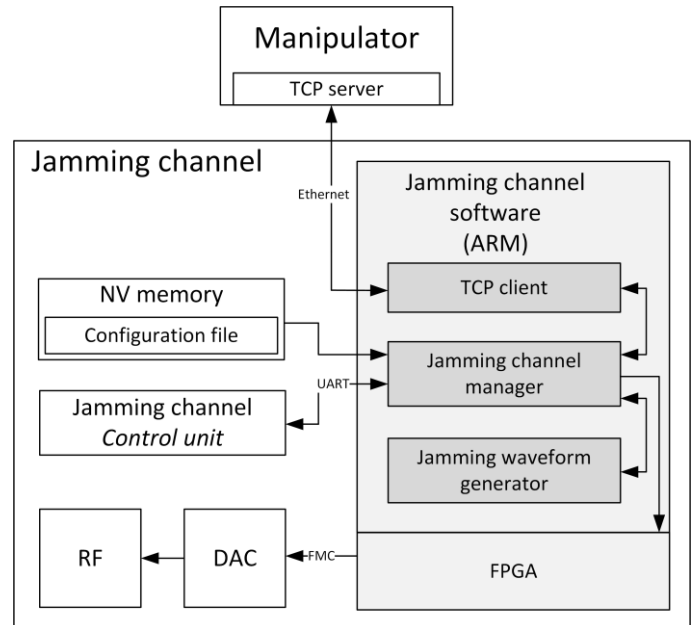 Manipulator
TCP server
Jamming channel
Ethernet
Jamming channel
software
(ARM)
TCP client
NV memory
Configuration file
Jamming channel
manager
UART
Jamming channel
Control unit
Jamming waveform
generator
RF
DAC
FMC
FPGA